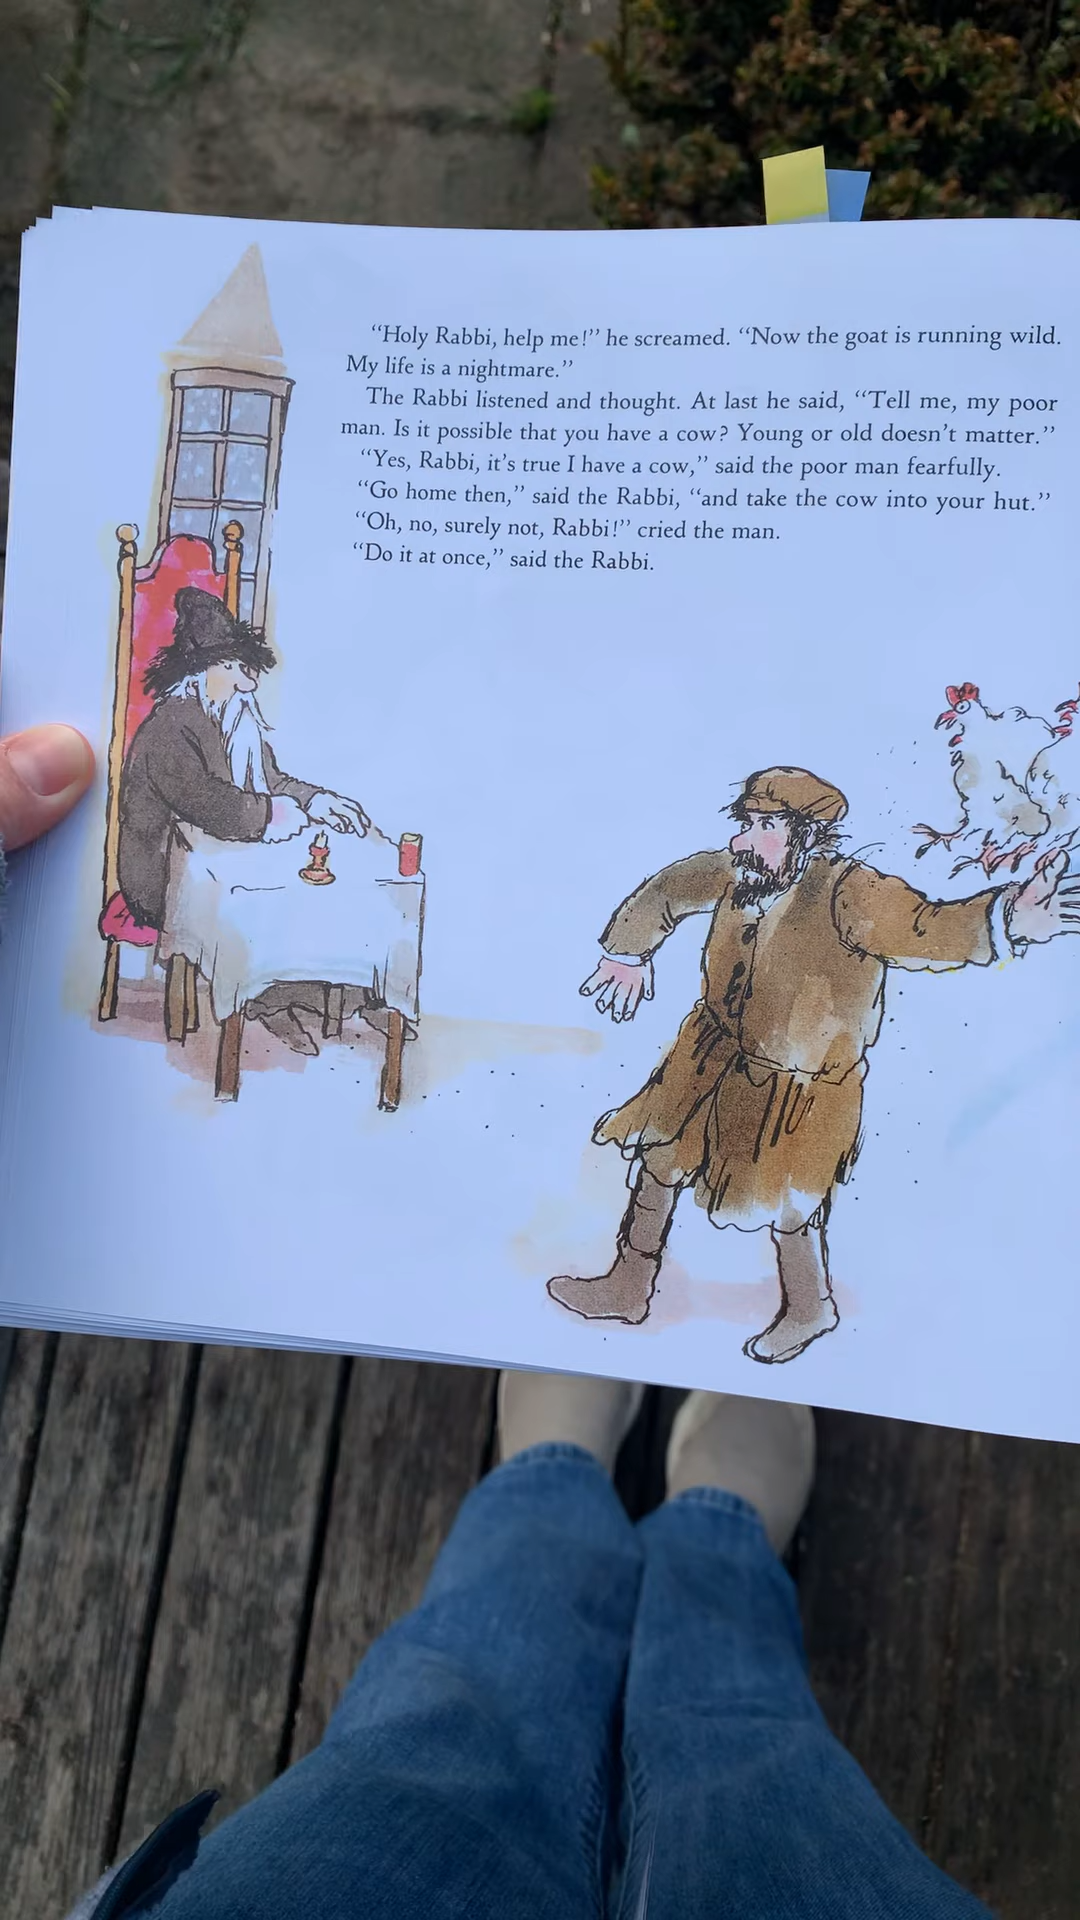 “Holy Rabbi, help me!” he screamed. “Now the goat is running wild.
My life is a nightmare.”
The Rabbi listened and thought. At last he said, “Tell me, my poor
man. Is it possible that you have a cow? Young or old doesn’t matter.”
“Yes, Rabbi, it’s true I have a cow,” said the poor man fearfully.
“Go home then,” said the Rabbi, “and take the cow into your hut.”
“Oh, no, surely not, Rabbi!” cried the man.
“Do it at once,” said the Rabbi.